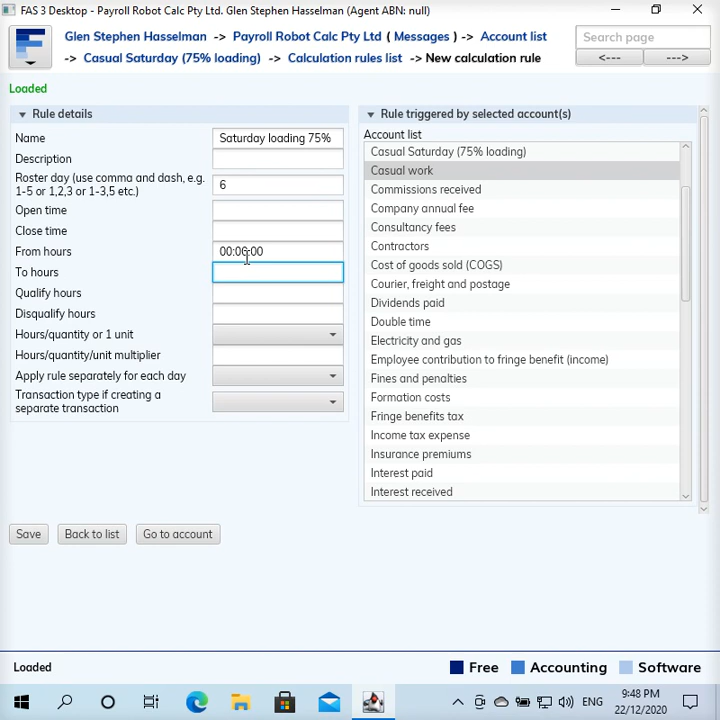 FAS 3 Desktop - Payroll Robot Calc Pty Ltd. Glen Stephen Hasselman (Agent ABN: null)
Glen Stephen Hasselman -> Payroll Robot Calc Pty Ltd ( Messages ) -> Account list
-> Casual Saturday (75% loading) -> Calculation rules list -> New calculation rule
Search page
<--- --->
Loaded
Rule details
Name Saturday loading 75%
Description
Roster day (use comma and dash, e.g.
1-5 or 1,2,3 or 1-3,5 etc.) 6
Open time
Close time
From hours 00:00:00
To hours
Qualify hours
Disqualify hours
Hours/quantity or 1 unit
Hours/quantity/unit multiplier
Apply rule separately for each day
Transaction type if creating a
separate transaction
Rule triggered by selected account(s)
Account list
Casual Saturday (75% loading)
Casual work
Commissions received
Company annual fee
Consultancy fees
Contractors
Cost of goods sold (COGS)
Courier, freight and postage
Dividends paid
Double time
Electricity and gas
Employee contribution to fringe benefit (income)
Fines and penalties
Formation costs
Fringe benefits tax
Income tax expense
Insurance premiums
Interest paid
Interest received
Save Back to list Go to account
Loaded Free Accounting Software
ENG
9:48 PM
22/12/2020